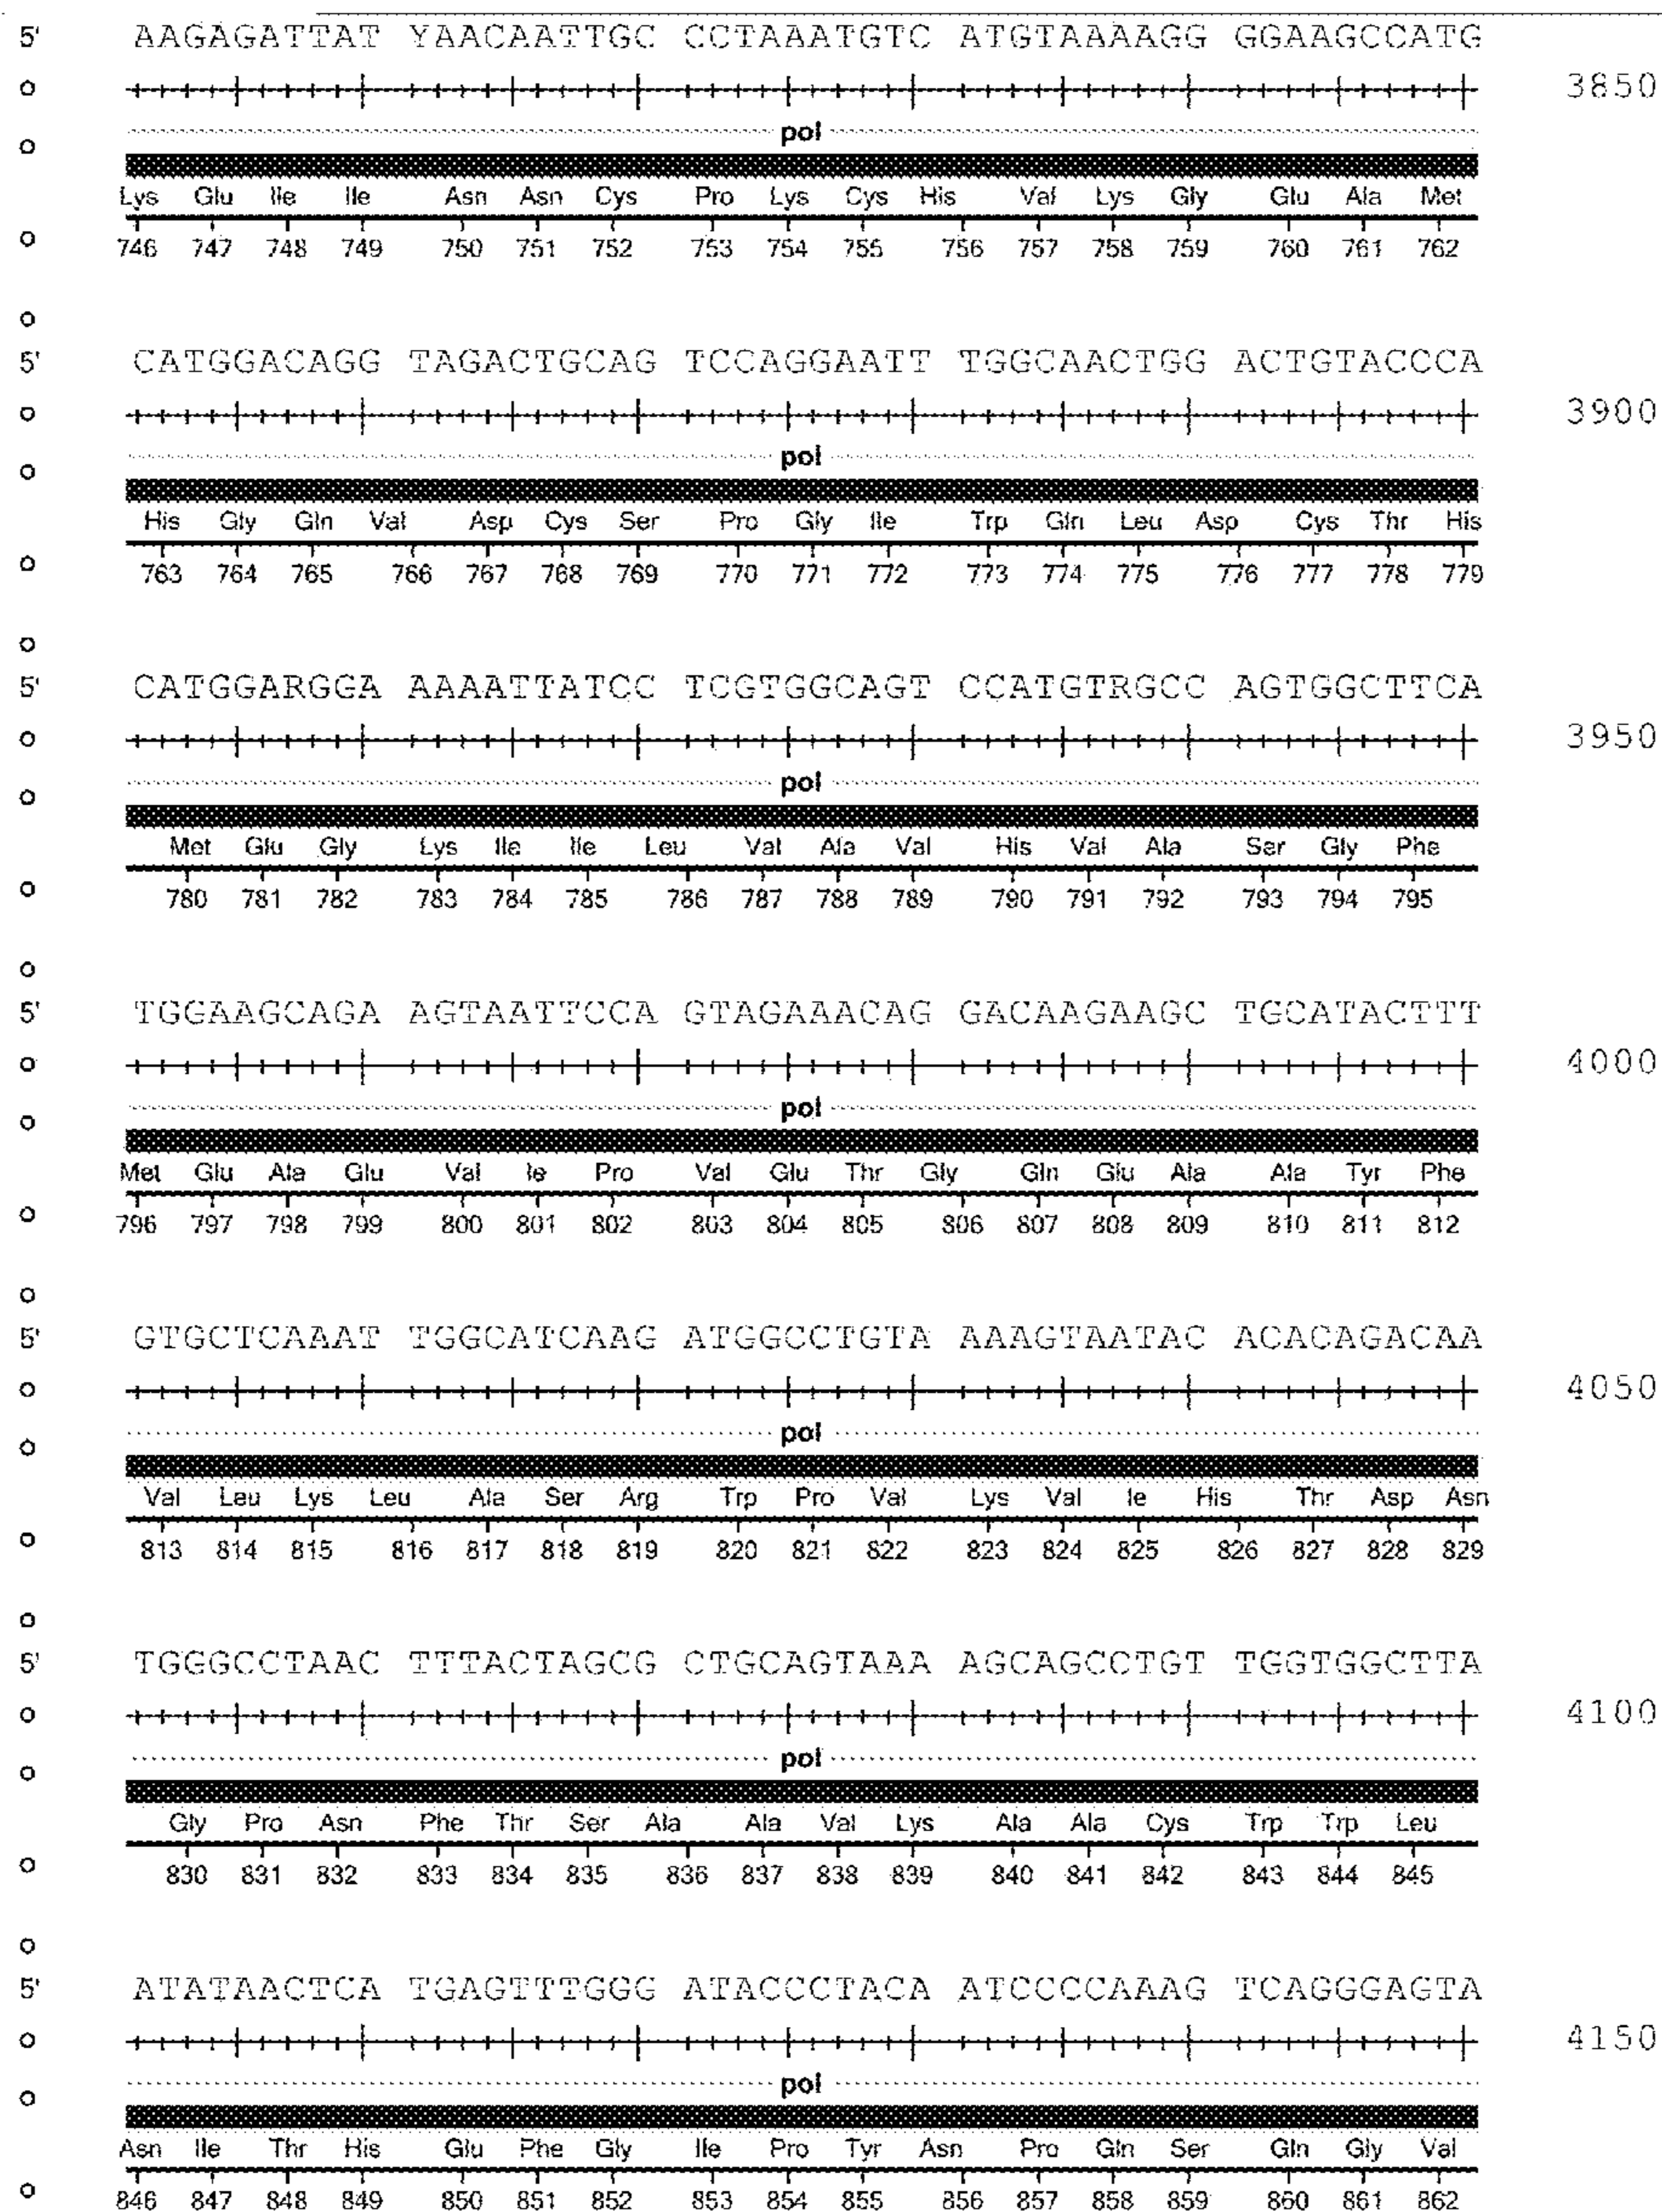 5' AAGAGATTAT YAACAATTGC CCTAAATGTC ATGTAAAAGG GGAAGCCATG
3850
pol
Lys Glu Ile Ile Asn Asn Cys Pro Lys Cys His Val Lys Gly Glu Ala Met
746 747 748 749 750 751 752 753 754 755 756 757 758 759 760 761 762
5' CATGGACAGG TAGACTGCAG TCCAGGAATT TGGCAACTGG ACTGTACCCA
3900
pol
His Gly Gln Val Asp Cys Ser Pro Gly Ile Trp Gln Leu Asp Cys Thr His
763 764 765 766 767 768 769 770 771 772 773 774 775 776 777 778 779
5' CATGGARGGA AAAATTATCC TCGTGGCAGT CCATGTRGCC AGTGGCTTCA
3950
pol
Met Glu Gly Lys Ile Ile Leu Val Ala Val His Val Ala Ser Gly Phe
780 781 782 783 784 785 786 787 788 789 790 791 792 793 794 795
5' TGGAAGCAGA AGTAATTCCA GTAGAAACAG GACAAGAAGC TGCATACTTT
4000
pol
Met Glu Ala Glu Val Ie Pro Val Glu Thr Gly Gln Glu Ala Ala Tyr Phe
796 797 798 799 800 801 802 803 804 805 806 807 808 809 810 811 812
5' GTGCTCAAAT TGGCATCAAG ATGGCCTGTA AAAGTAATAC ACACAGACAA
4050
pol
Val Leu Lys Leu Ala Ser Arg Trp Pro Val Lys Val Ie His Thr Asp Asn
813 814 815 816 817 818 819 820 821 822 823 824 825 826 827 828 829
5' TGGGCCTAAC TTTACTAGCG CTGCAGTAAA AGCAGCCTGT TGGTGGCTTA
4100
pol
Gly Pro Asn Phe Thr Ser Ala Ala Val Lys Ala Ala Cys Trp Trp Leu
830 831 832 833 834 835 836 837 838 839 840 841 842 843 844 845
5' ATATAACTCA TGAGTTTGGG ATACCCTACA ATCCCCAAAG TCAGGGAGTA
4150
pol
Asn Ile Thr His Glu Phe Gly Ile Pro Tyr Asn Pro Gln Ser Gln Gly Val
846 847 848 849 850 851 852 853 854 855 856 857 858 859 860 861 862